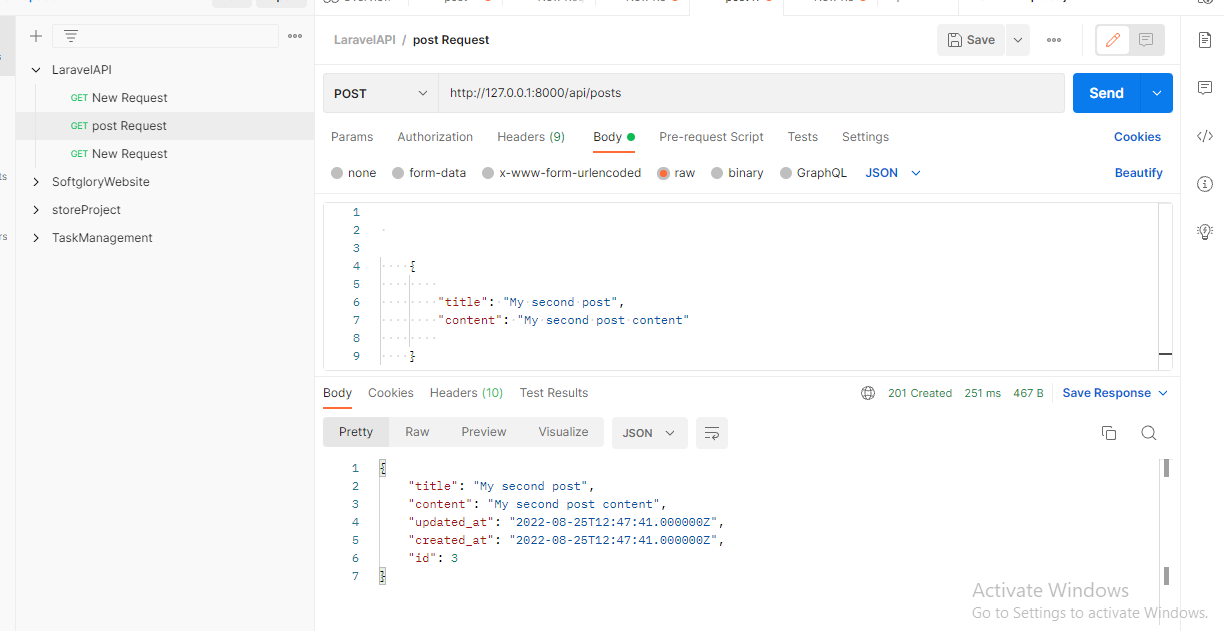 LaravelAPI / post Request
Save
LaravelAPI
GET New Request
GET post Request
GET New Request
SoftgloryWebsite
storeProject
TaskManagement
POST
http://127.0.0.1:8000/api/posts
Send
Params Authorization Headers (9) Body Pre-request Script Tests Settings Cookies
none form-data x-www-form-urlencoded raw binary GraphQL JSON Beautify
1
2
3
4 {
5
6 "title": "My second post",
7 "content": "My second post content"
8
9 }
Body Cookies Headers (10) Test Results 201 Created 251 ms 467 B Save Response
Pretty Raw Preview Visualize JSON
1 {
2 "title": "My second post",
3 "content": "My second post content",
4 "updated_at": "2022-08-25T12:47:41.000000Z",
5 "created_at": "2022-08-25T12:47:41.000000Z",
6 "id": 3
7 }
Activate Windows
Go to Settings to activate Windows.